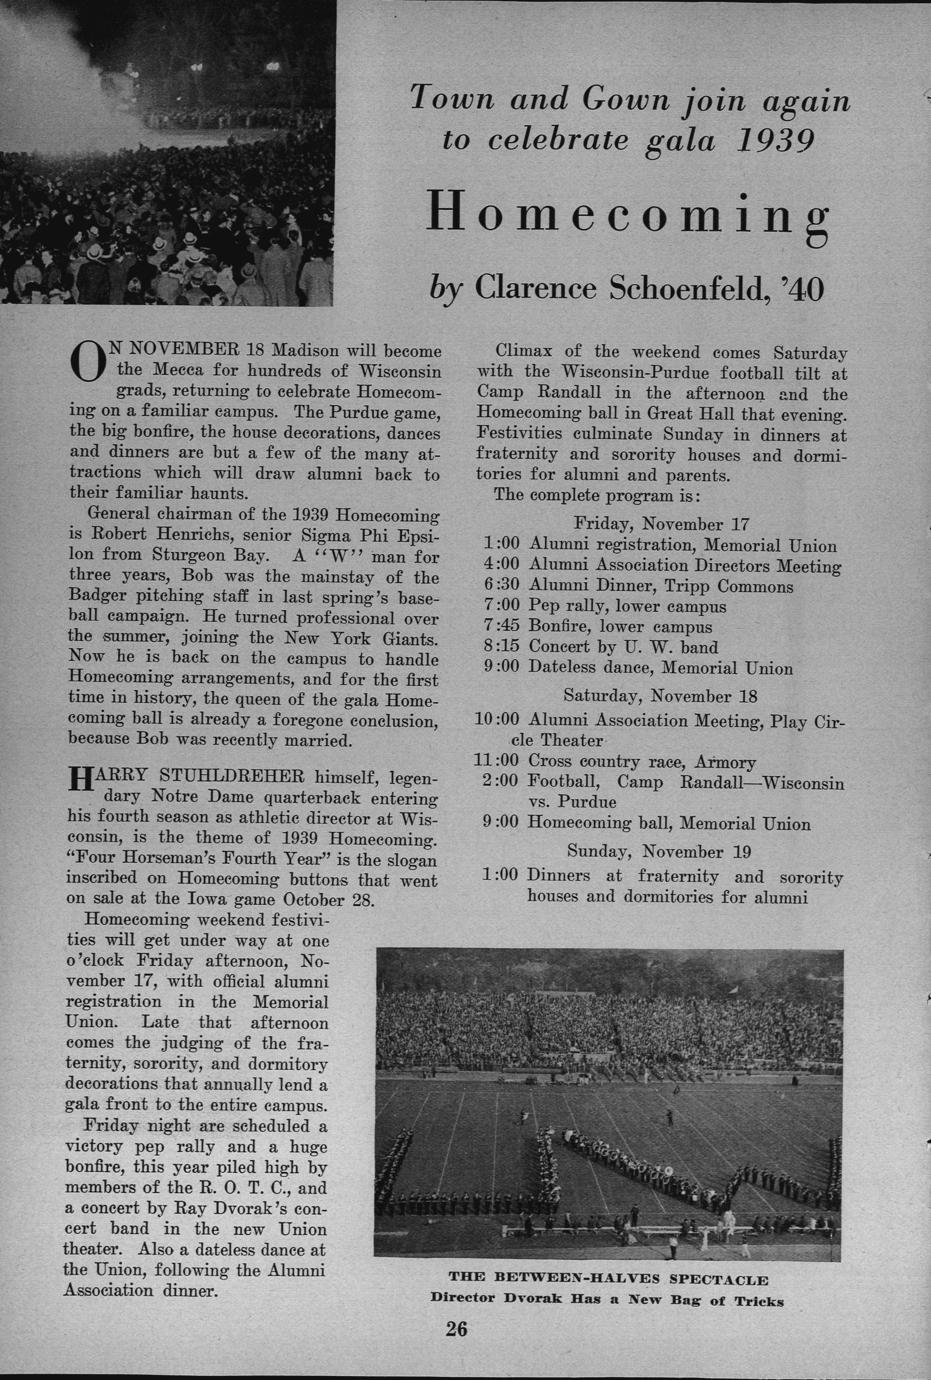 Town and Gown join again
to celebrate gala 1939
Homecoming
by Clarence Schoenfeld, '40
ON NOVEMBER 18 Madison will become
the Mecca for hundreds of Wisconsin
grads, returning to celebrate Homecom-
ing on a familiar campus. The Purdue game,
the big bonfire, the house decorations, dances
and dinners are but a few of the many at-
tractions which will draw alumni back to
their familiar haunts.
General chairman of the 1939 Homecoming
is Robert Henrichs, senior Sigma Phi Epsi-
lon from Sturgeon Bay. A "W" man for
three years, Bob was the mainstay of the
Badger pitching staff in last spring's base-
ball campaign. He turned professional over
the summer, joining the New York Giants.
Now he is back on the campus to handle
Homecoming arrangements, and for the first
time in history, the queen of the gala Home-
coming ball is already a foregone conclusion,
because Bob was recently married.
HARRY STUHLDREHER himself, legen-
dary Notre Dame quarterback entering
his fourth season as athletic director at Wis-
consin, is the theme of 1939 Homecoming.
"Four Horseman's Fourth Year" is the slogan
inscribed on Homecoming buttons that went
on sale at the Iowa game October 28.
Homecoming weekend festivi-
ties will get under way at one
o'clock Friday afternoon, No-
vember 17, with official alumni
registration in the Memorial
Union. Late that afternoon
comes the judging of the fra-
ternity, sorority, and dormitory
decorations that annually lend a
gala front to the entire campus.
Friday night are scheduled a
victory pep rally and a huge
bonfire, this year piled high by
members of the R. O. T. C., and
a concert by Ray Dvorak's con-
cert band in the new Union
theater. Also a dateless dance at
the Union, following the Alumni
Association dinner.
Climax of the weekend comes Saturday
with the Wisconsin-Purdue football tilt at
Camp Randall in the afternoon and the
Homecoming ball in Great Hall that evening.
Festivities culminate Sunday in dinners at
fraternity and sorority houses and dormi-
tories for alumni and parents.
The complete program is:
Friday, November 17
1:00 Alumni registration, Memorial Union
4:00 Alumni Association Directors Meeting
6:30 Alumni Dinner, Tripp Commons
7:00 Pep rally, lower campus
7:45 Bonfire, lower campus
8:15 Concert by U. W. band
9:00 Dateless dance, Memorial Union
Saturday, November 18
10:00 Alumni Association Meeting, Play Cir-
cle Theater
11:00 Cross country race, Armory
2:00 Football, Camp Randall—Wisconsin
vs. Purdue
9:00 Homecoming ball, Memorial Union
Sunday, November 19
1:00 Dinners at fraternity and sorority
houses and dormitories for alumni
THE BETWEEN-HALVES SPECTACLE
Director Dvorak Has a New Bag of Tricks
26